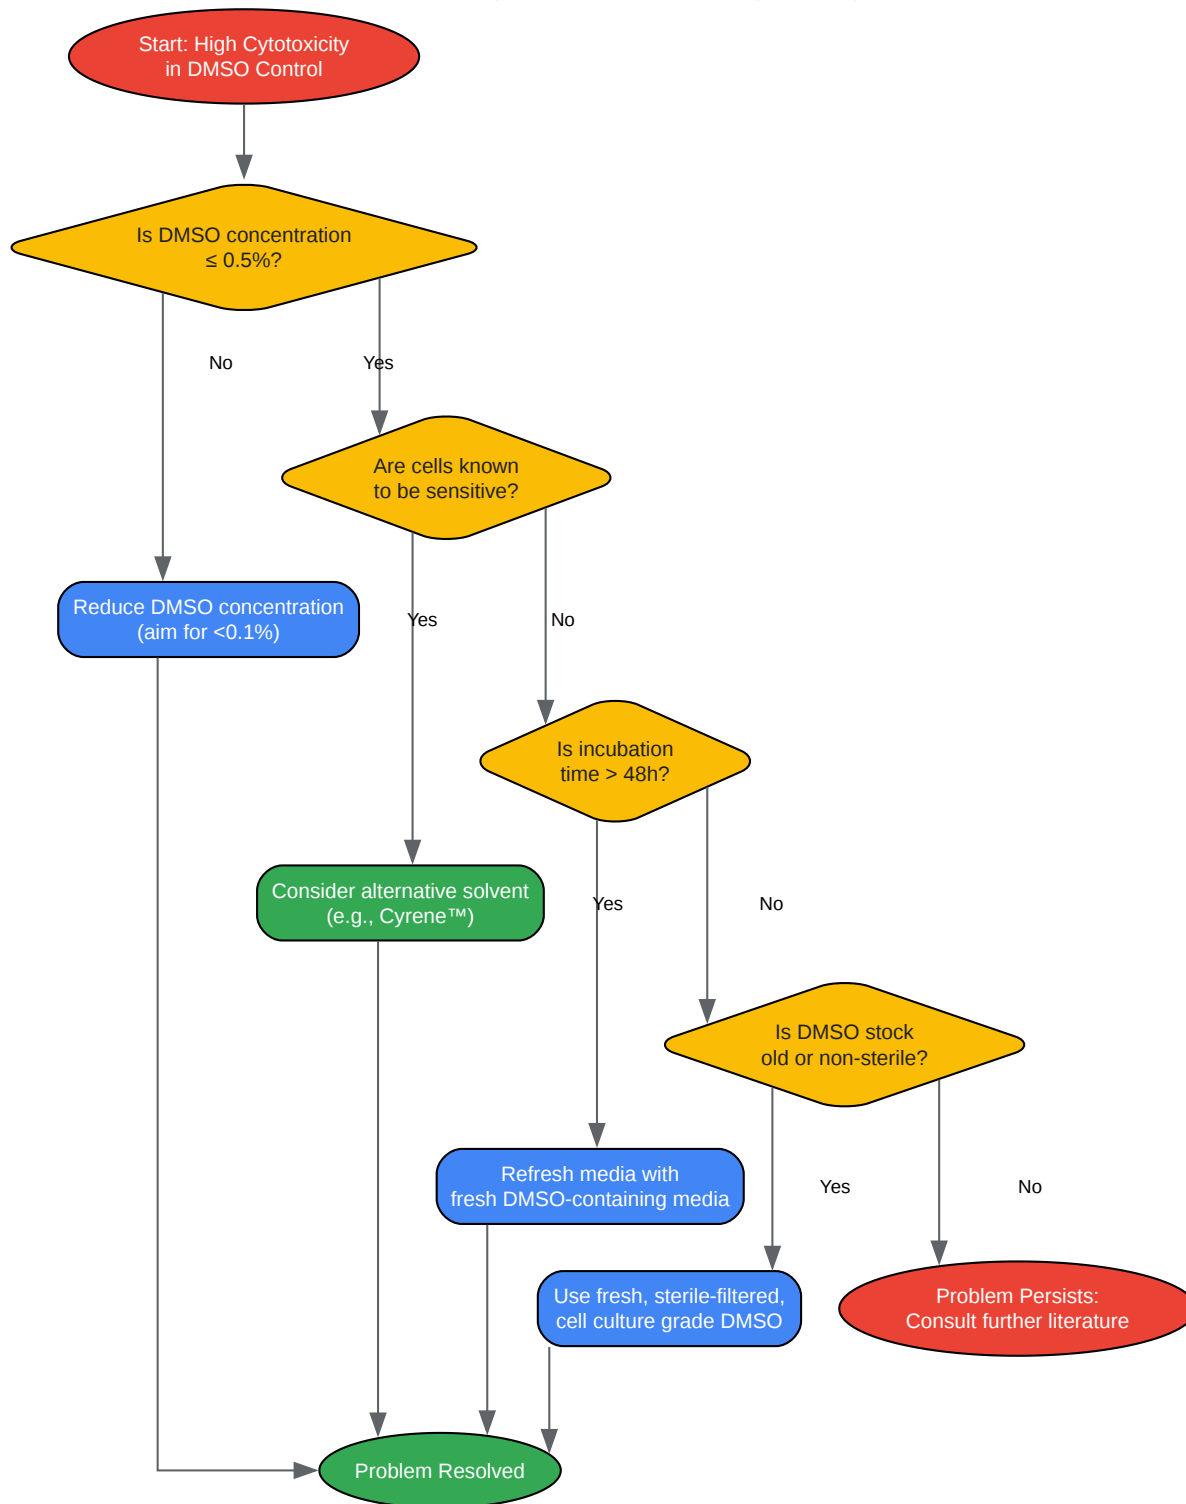 Start: High Cytotoxicity
in DMSO Control
Is DMSO concentration
≤ 0.5%?
No
Yes
Are cells known
to be sensitive?
Reduce DMSO concentration
(aim for <0.1%)
Yes
No
Is incubation
time > 48h?
Consider alternative solvent
(e.g., Cyrene™)
Yes
No
Is DMSO stock
old or non-sterile?
Refresh media with
fresh DMSO-containing media
Yes
No
Use fresh, sterile-filtered,
cell culture grade DMSO
Problem Persists:
Consult further literature
Problem Resolved